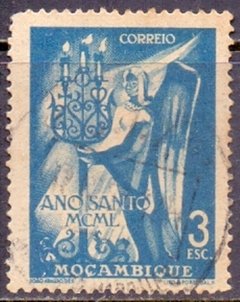 CORREIO
ANO SANTO
MCML
3
ESC.
MOÇAMBIQUE